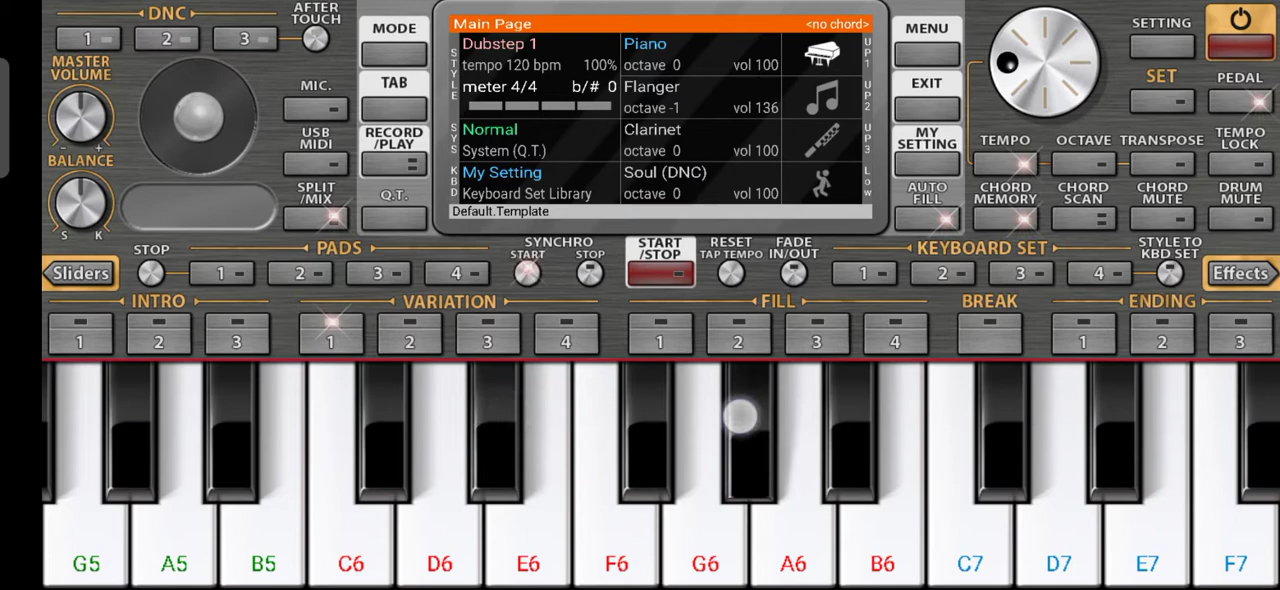 DNC
AFTER
TOUCH
1 2 3
MASTER
VOLUME
- +
BALANCE
S K
MIC.
USB
MIDI
SPLIT
/MIX
MODE
TAB
RECORD
/PLAY
Q.T.
Main Page <no chord>
STYLE
Dubstep 1
tempo 120 bpm 100%
meter 4/4 b/# 0
SYS
Normal
System (Q.T.)
KBD
My Setting
Keyboard Set Library
Piano
octave 0 vol 100
UP1
Flanger
octave -1 vol 136
UP2
Clarinet
octave 0 vol 100
UP3
Soul (DNC)
octave 0 vol 100
Low
Default.Template
MENU
EXIT
MY
SETTING
AUTO
FILL
SETTING
SET
PEDAL
TEMPO
OCTAVE
TRANSPOSE
TEMPO
LOCK
CHORD
MEMORY
CHORD
SCAN
CHORD
MUTE
DRUM
MUTE
Sliders
STOP
PADS
1 2 3 4
SYNCHRO
START STOP
START
/STOP
RESET
TAP TEMPO
FADE
IN/OUT
KEYBOARD SET
1 2 3 4
STYLE TO
KBD SET
Effects
INTRO
1 2 3
VARIATION
1 2 3 4
FILL
1 2 3 4
BREAK
ENDING
1 2 3
G5 A5 B5 C6 D6 E6 F6 G6 A6 B6 C7 D7 E7 F7